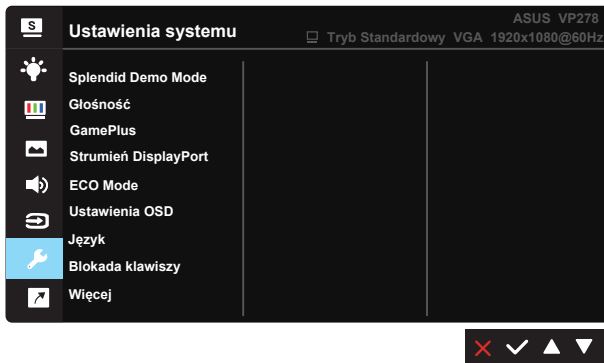 S
Ustawienia systemu
ASUS VP278
Tryb Standardowy VGA 1920x1080@60Hz
Splendid Demo Mode
Głośność
GamePlus
Strumień DisplayPort
ECO Mode
Ustawienia OSD
Język
Blokada klawiszy
Więcej